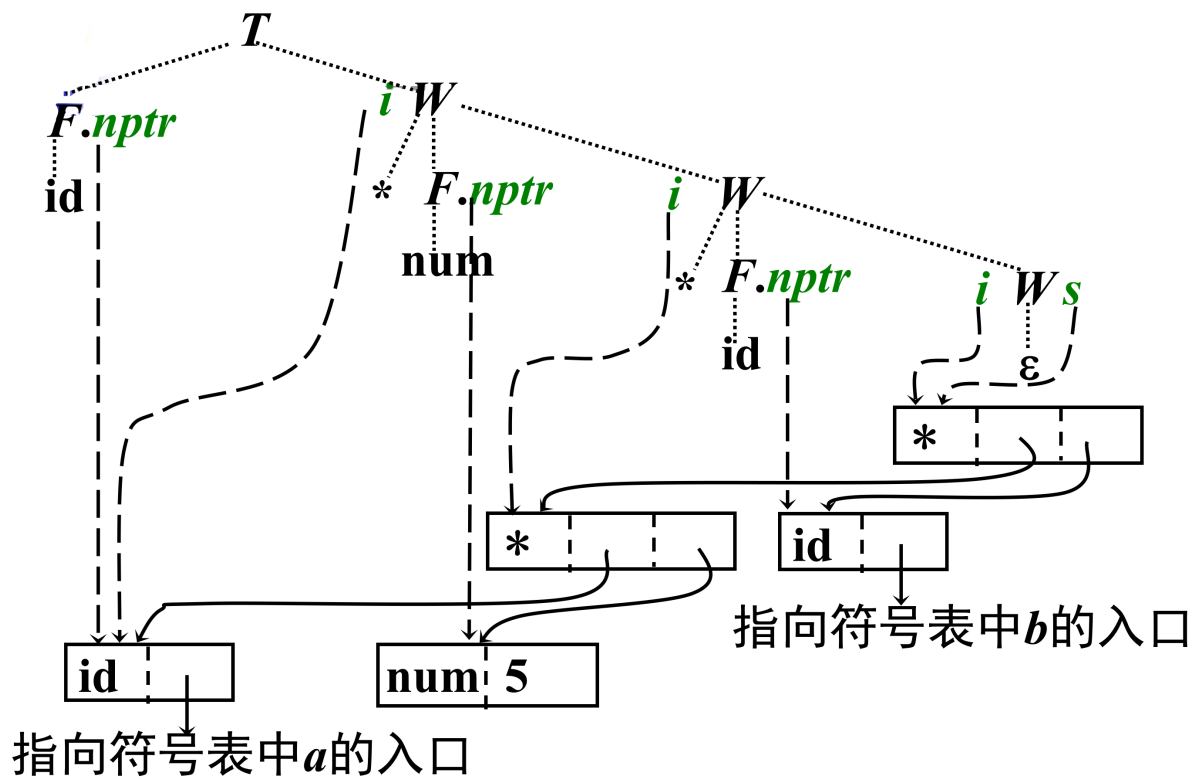 T
F.nptr
i W
id
* F.nptr
i W
num
* F.nptr
i W s
id
ε
*
*
id
指向符号表中b的入口
id
num 5
指向符号表中a的入口